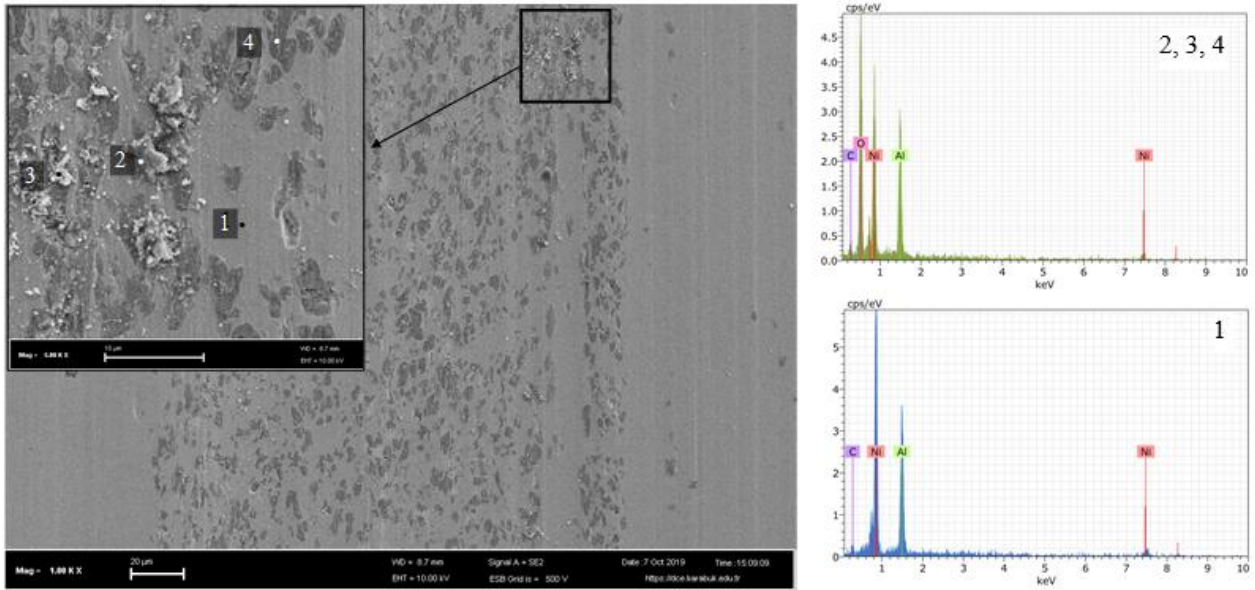 4
2
3
1
Mag = 5.00 K X
10 µm
WD = 8.7 mm
EHT = 10.00 kV
Mag = 1.00 K X
20 µm
WD = 8.7 mm
EHT = 10.00 kV
Signal A = SE2
ESB Grid is = 500 V
Date :7 Oct 2019
Time :15:09:09
https://dce.karabuk.edu.tr
cps/eV
2, 3, 4
4.5
4.0
3.5
3.0
2.5
2.0
1.5
1.0
0.5
0.0
C
O
Ni
Al
Ni
1 2 3 4 5 6 7 8 9 10
keV
cps/eV
1
5
4
3
2
1
0
C
Ni
Al
Ni
1 2 3 4 5 6 7 8 9 10
keV